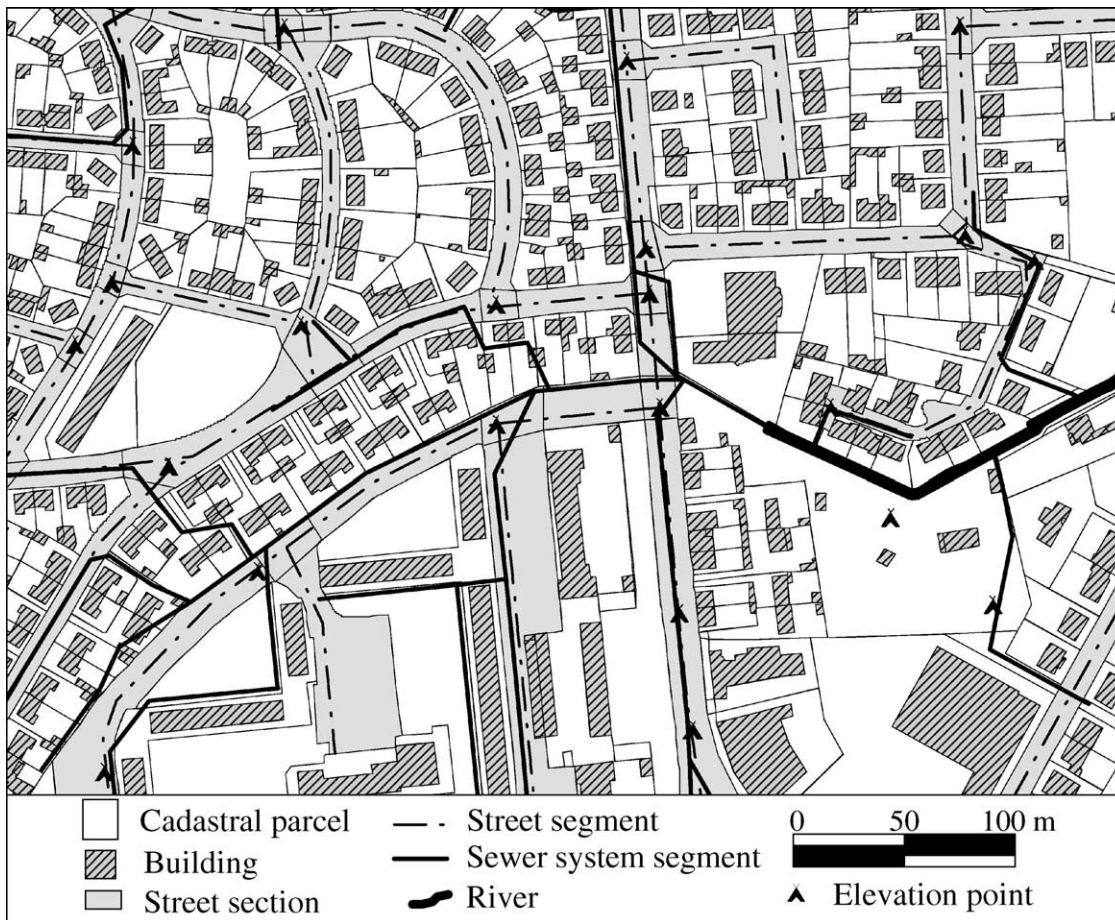 Cadastral parcel
Building
Street section
Street segment
Sewer system segment
River
0 50 100 m
Elevation point